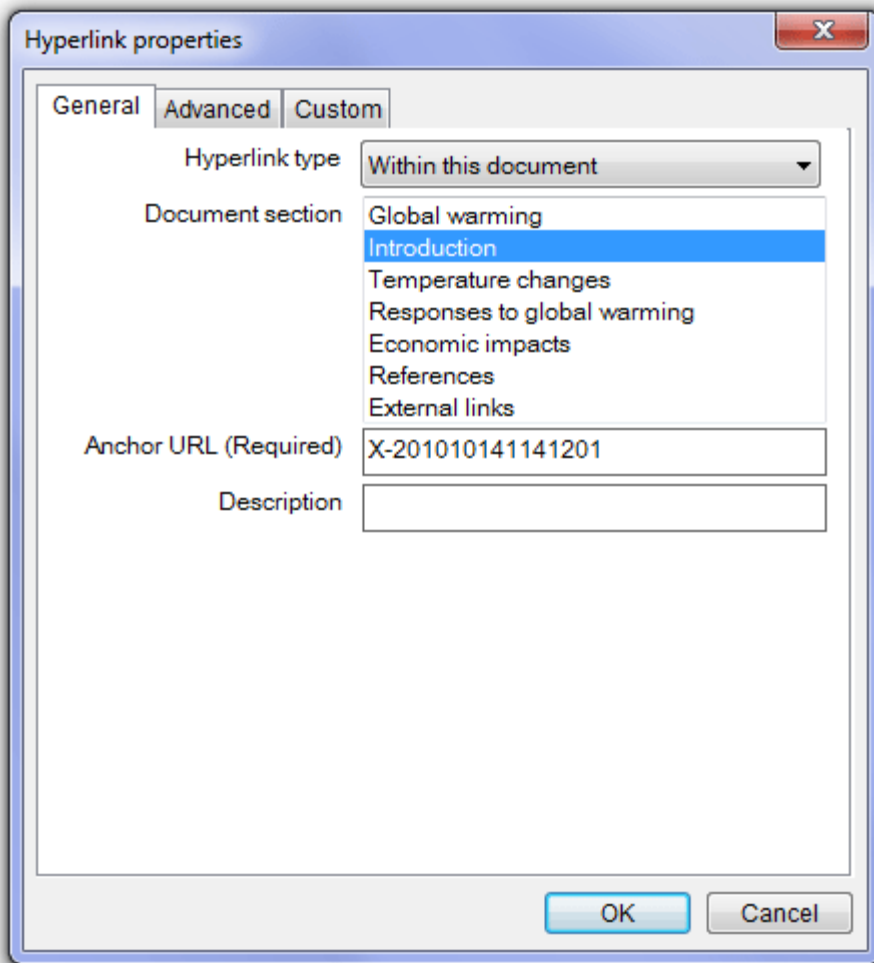 Hyperlink properties
General Advanced Custom
Hyperlink type Within this document
Document section Global warming
Introduction
Temperature changes
Responses to global warming
Economic impacts
References
External links
Anchor URL (Required) X-201010141141201
Description
OK Cancel